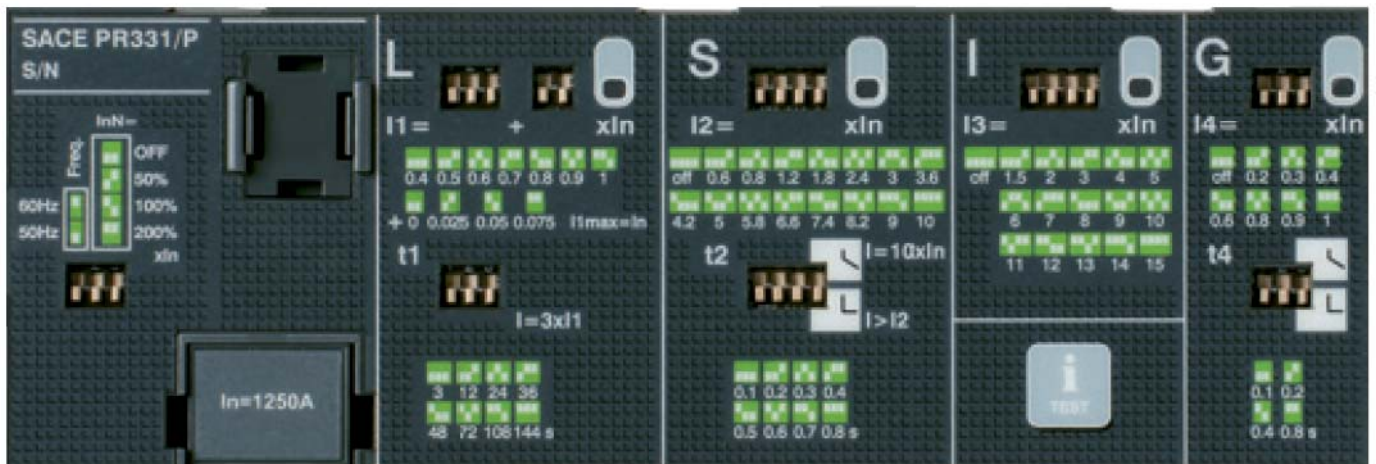 SACE PR331/P
S/N
InN=
Freq.
OFF
50%
60Hz 100%
50Hz 200%
xIn
In=1250A
L
I1= + xIn
0.4 0.5 0.6 0.7 0.8 0.9 1
+ 0 0.025 0.05 0.075 I1max=In
t1
I=3xI1
3 12 24 36
48 72 108 144 s
S
I2= xIn
off 0.6 0.8 1.2 1.8 2.4 3 3.6
4.2 5 5.8 6.6 7.4 8.2 9 10
t2 I=10xIn
I>I2
0.1 0.2 0.3 0.4
0.5 0.6 0.7 0.8 s
I
I3= xIn
off 1.5 2 3 4 5
6 7 8 9 10
11 12 13 14 15
i
TEST
G
I4= xIn
off 0.2 0.3 0.4
0.6 0.8 0.9 1
t4
0.1 0.2
0.4 0.8 s